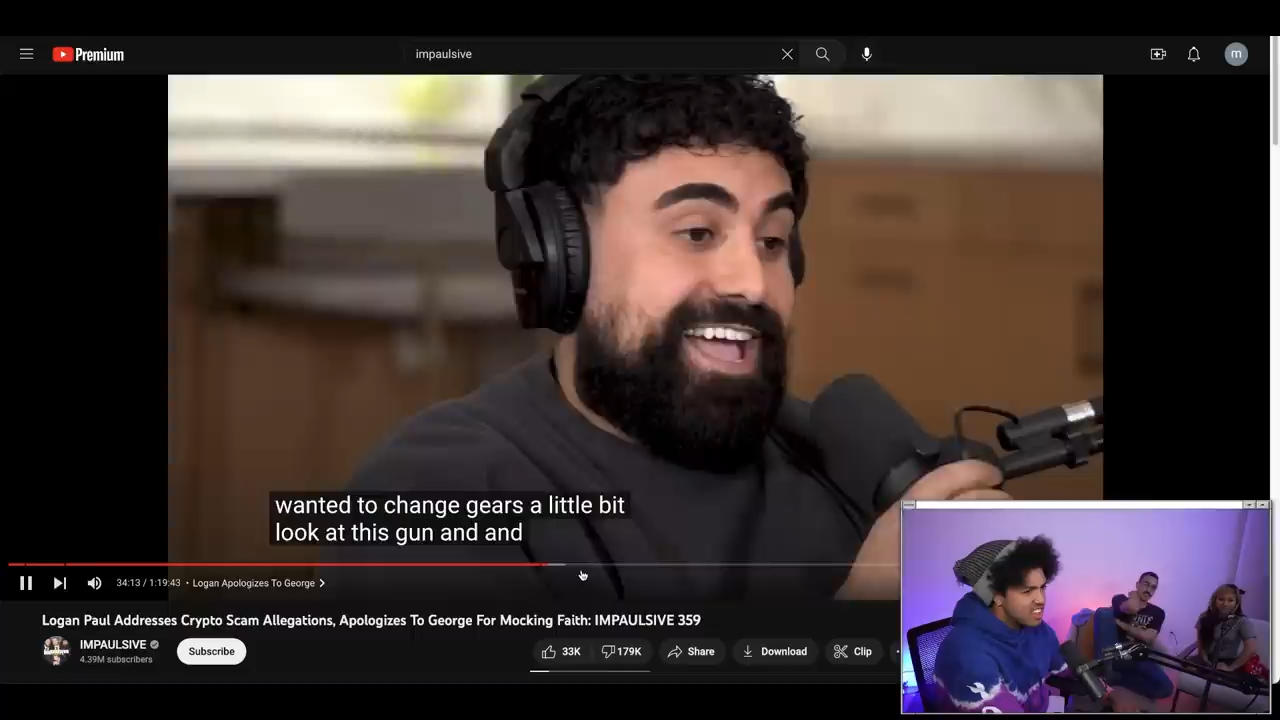 Premium
impaulsive
m
wanted to change gears a little bit
look at this gun and and
34:13 / 1:19:43 • Logan Apologizes To George
Logan Paul Addresses Crypto Scam Allegations, Apologizes To George For Mocking Faith: IMPAULSIVE 359
IMPAULSIVE
4.39M subscribers
Subscribe
33K
179K
Share
Download
Clip